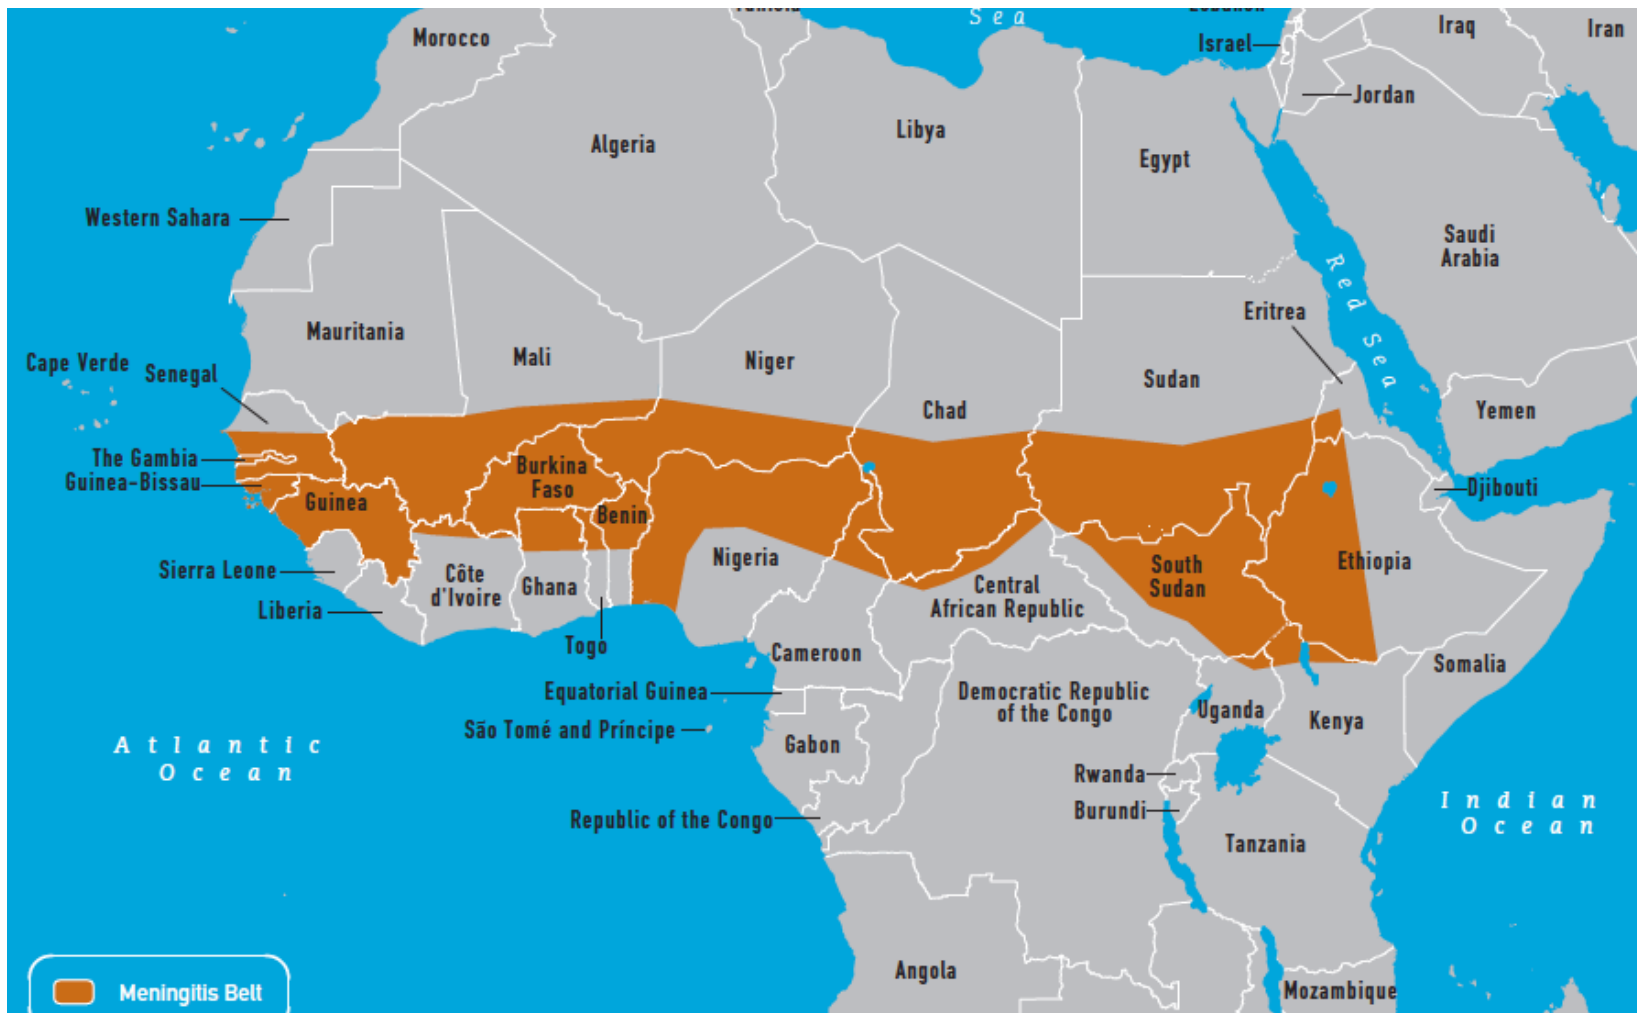 Tunisia
Sea
Lebanon
Morocco
Israel
Iraq
Iran
Jordan
Algeria
Libya
Egypt
Western Sahara
Saudi
Arabia
Red Sea
Mauritania
Mali
Niger
Chad
Sudan
Eritrea
Cape Verde
Senegal
Yemen
The Gambia
Guinea-Bissau
Guinea
Burkina
Faso
Benin
Djibouti
Sierra Leone
Côte
d'Ivoire
Ghana
Nigeria
Central
African Republic
South
Sudan
Ethiopia
Liberia
Togo
Cameroon
Somalia
Equatorial Guinea
Democratic Republic
of the Congo
Uganda
Kenya
São Tomé and Príncipe
Gabon
Atlantic
Ocean
Rwanda
Burundi
Republic of the Congo
Tanzania
Indian
Ocean
Angola
Mozambique
Meningitis Belt